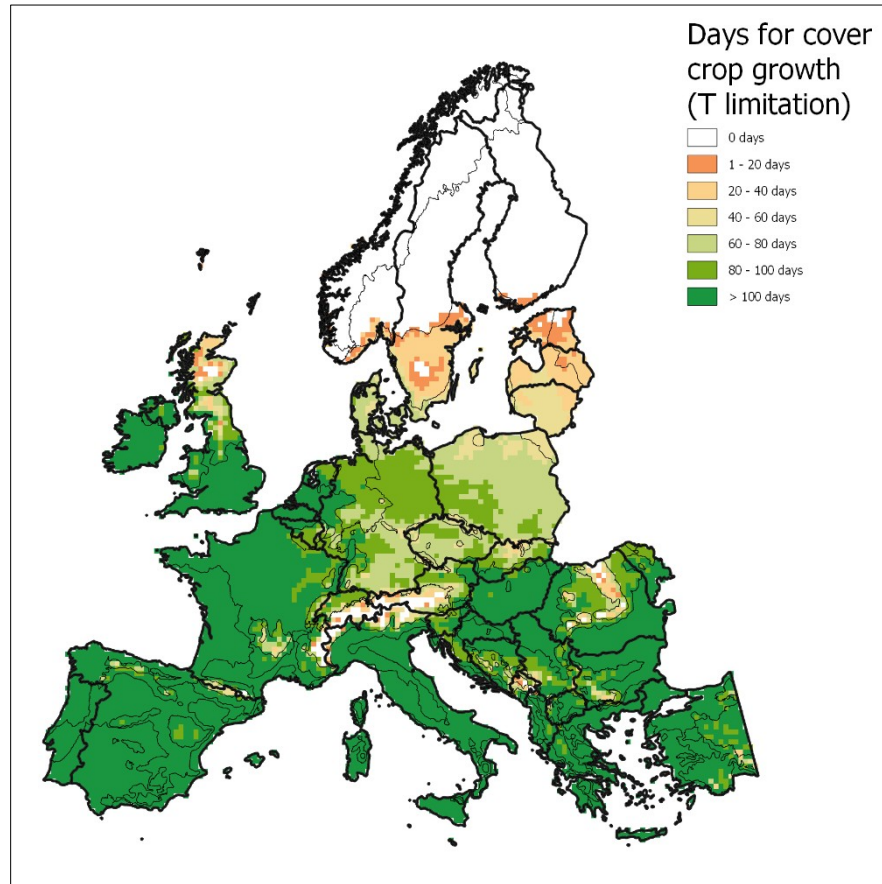 Days for cover
crop growth
(T limitation)
0 days
1 - 20 days
20 - 40 days
40 - 60 days
60 - 80 days
80 - 100 days
> 100 days